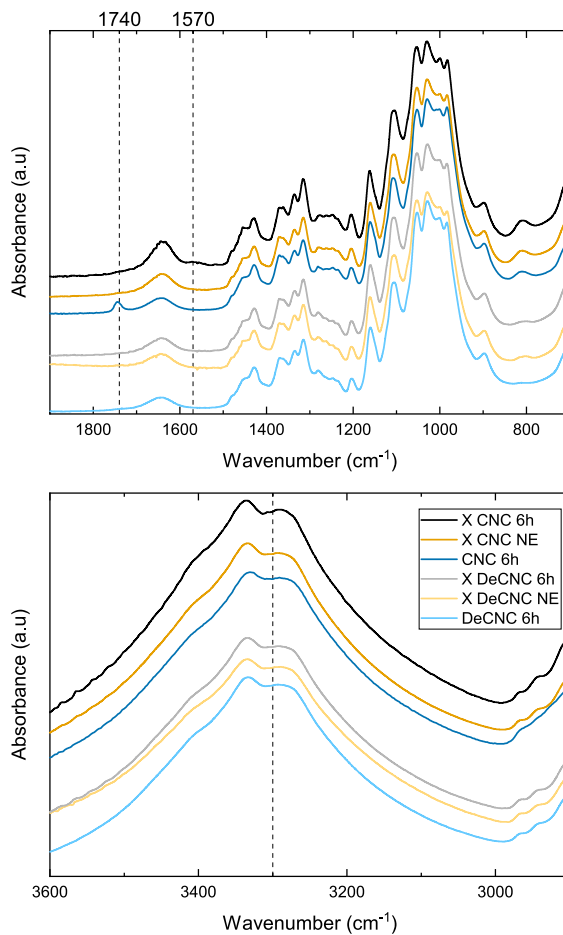 1740 1570
Absorbance (a.u)
1800 1600 1400 1200 1000 800
Wavenumber (cm⁻¹)
X CNC 6h
X CNC NE
CNC 6h
X DeCNC 6h
X DeCNC NE
DeCNC 6h
Absorbance (a.u)
3600 3400 3200 3000
Wavenumber (cm⁻¹)